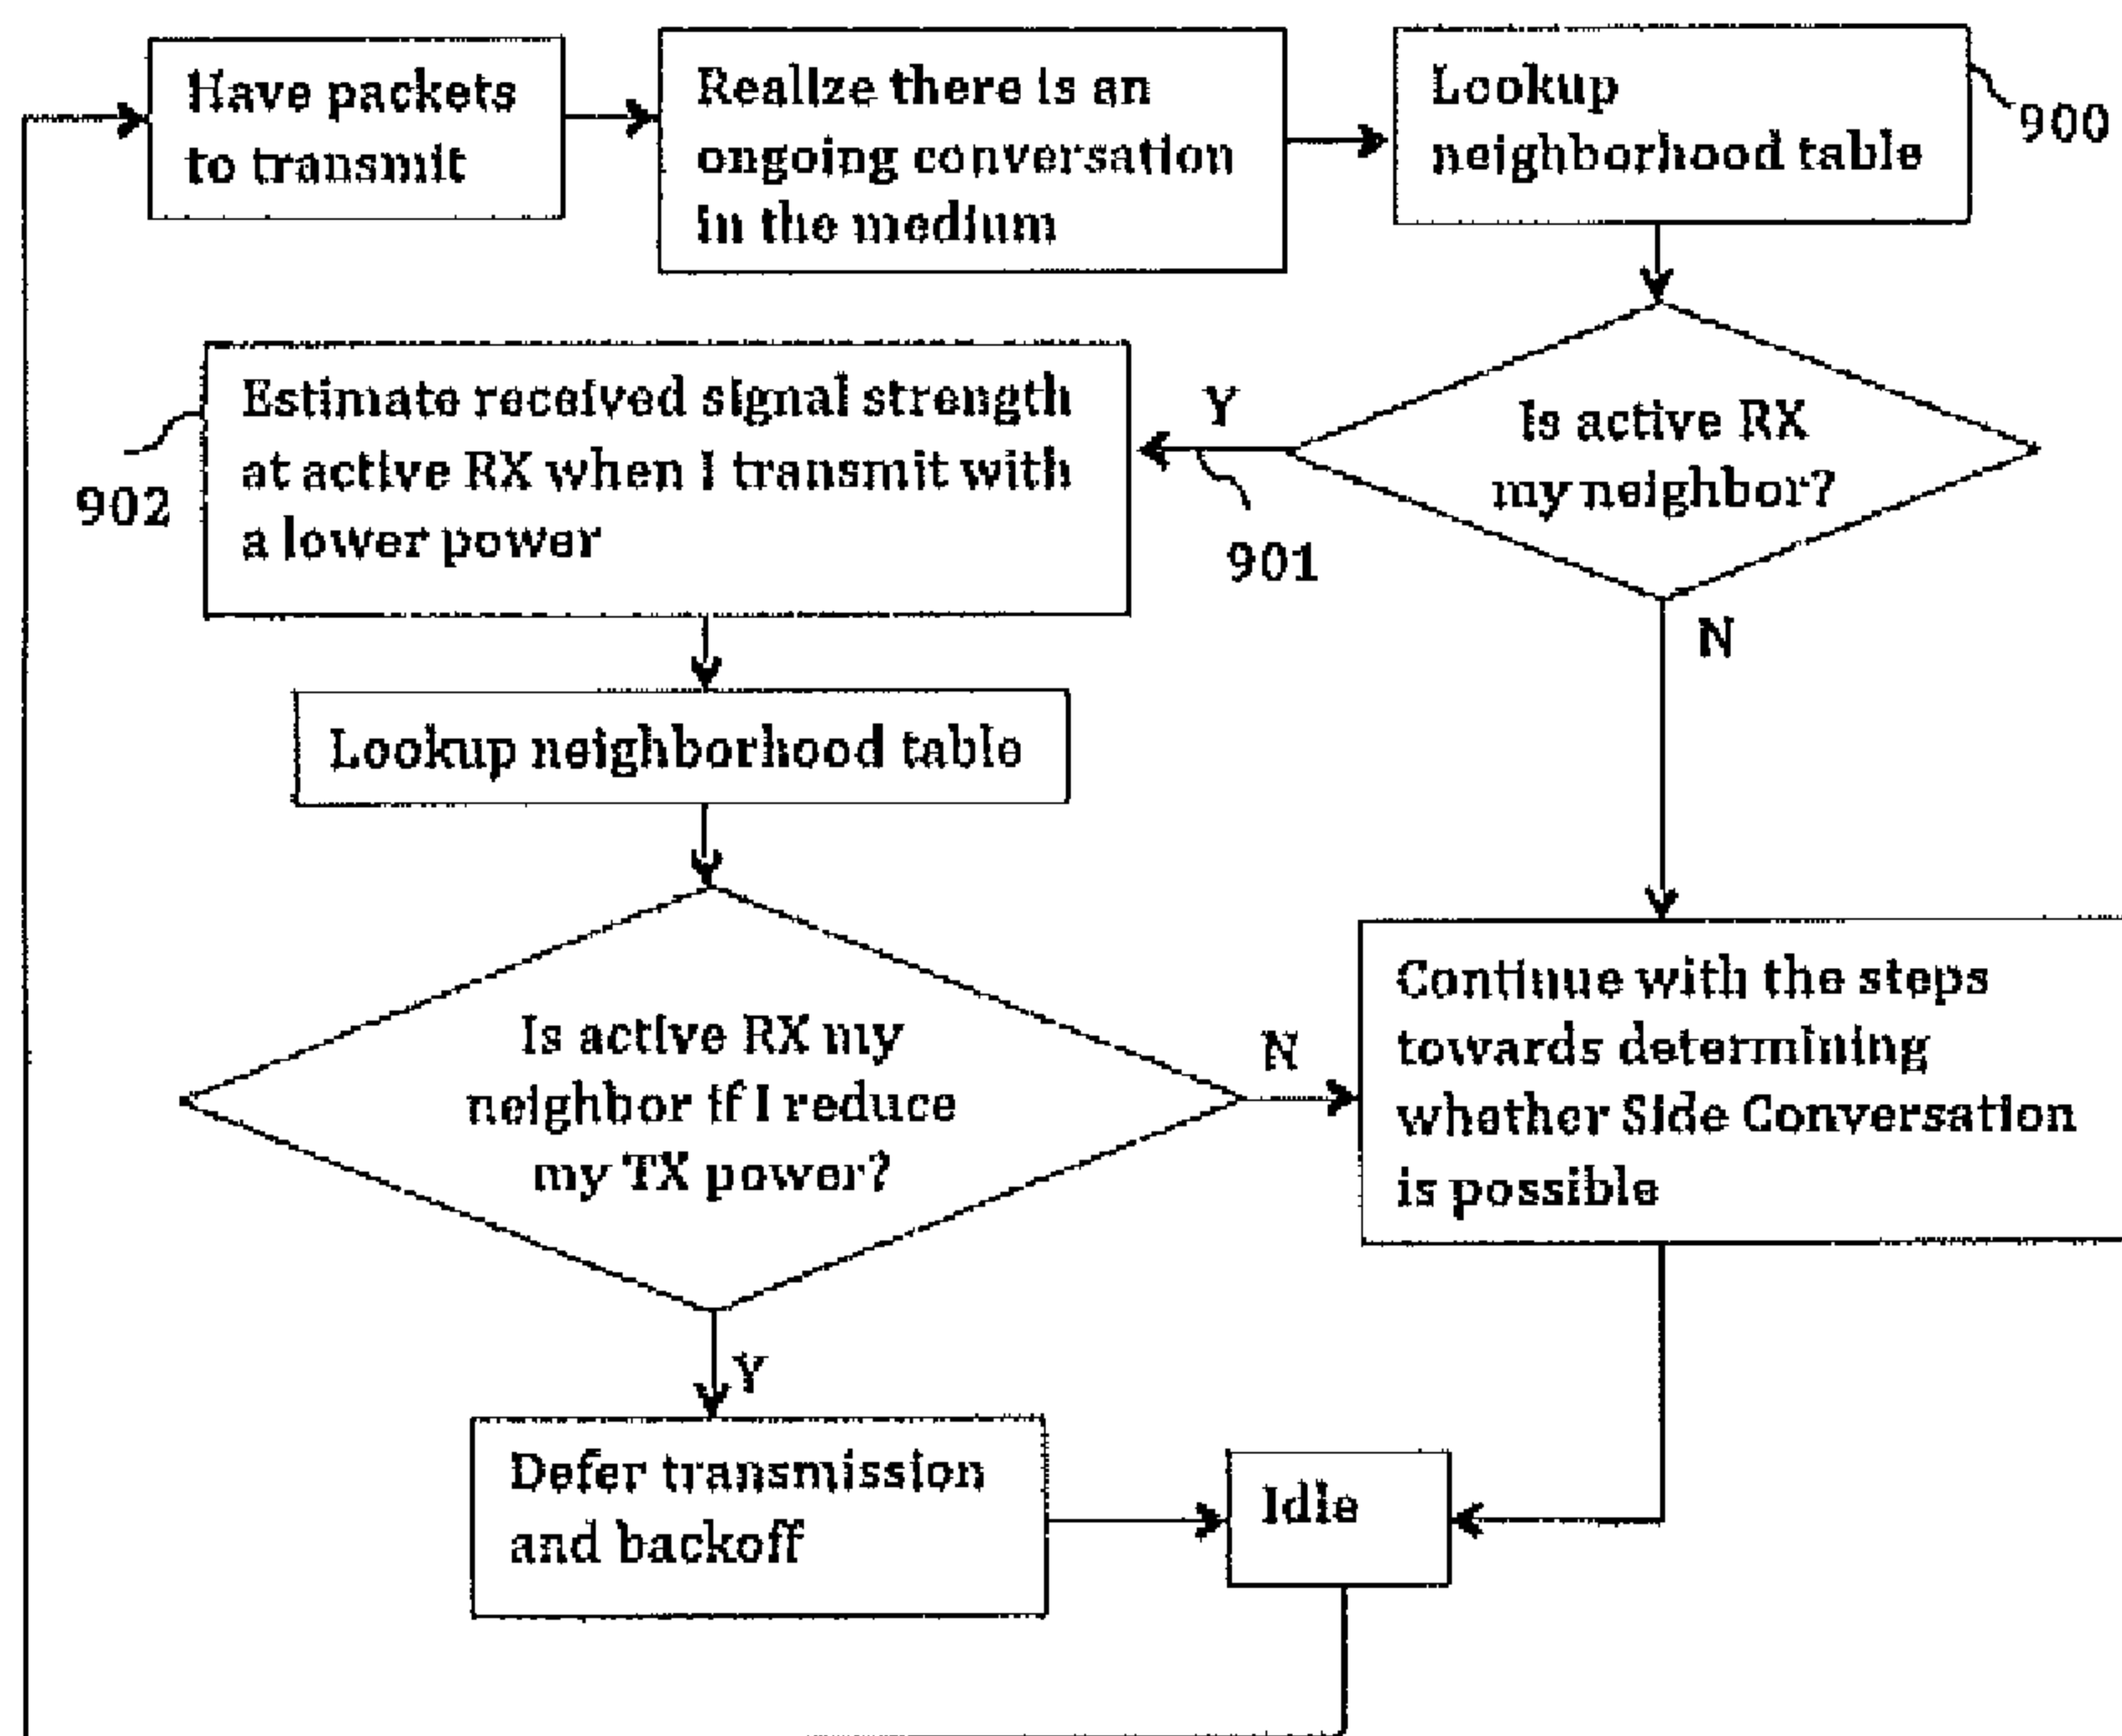 Have packets
to transmit
Realize there is an
ongoing conversation
in the medium
Lookup
neighborhood table
900
Estimate received signal strength
at active RX when I transmit with
a lower power
902
Y
901
Is active RX
my neighbor?
N
Lookup neighborhood table
Is active RX my
neighbor if I reduce
my TX power?
N
Continue with the steps
towards determining
whether Side Conversation
is possible
Y
Defer transmission
and backoff
Idle